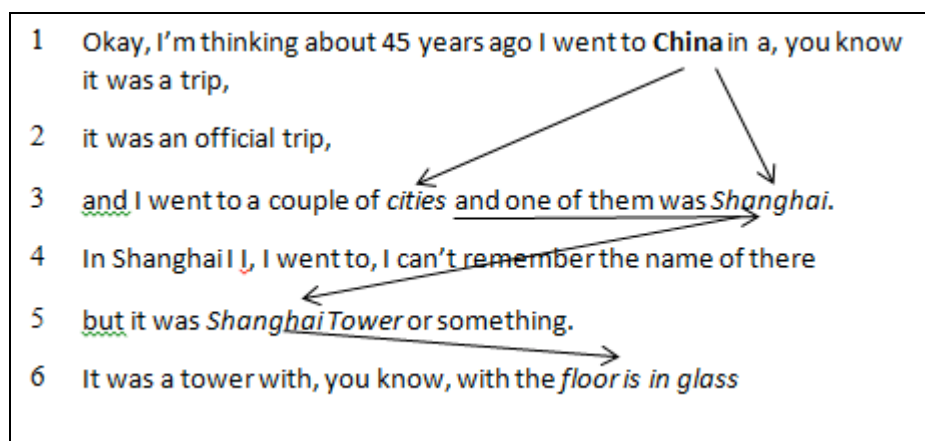 1 Okay, I'm thinking about 45 years ago I went to China in a, you know
it was a trip,
2 it was an official trip,
3 and I went to a couple of cities and one of them was Shanghai.
4 In Shanghai I I, I went to, I can't remember the name of there
5 but it was Shanghai Tower or something.
6 It was a tower with, you know, with the floor is in glass